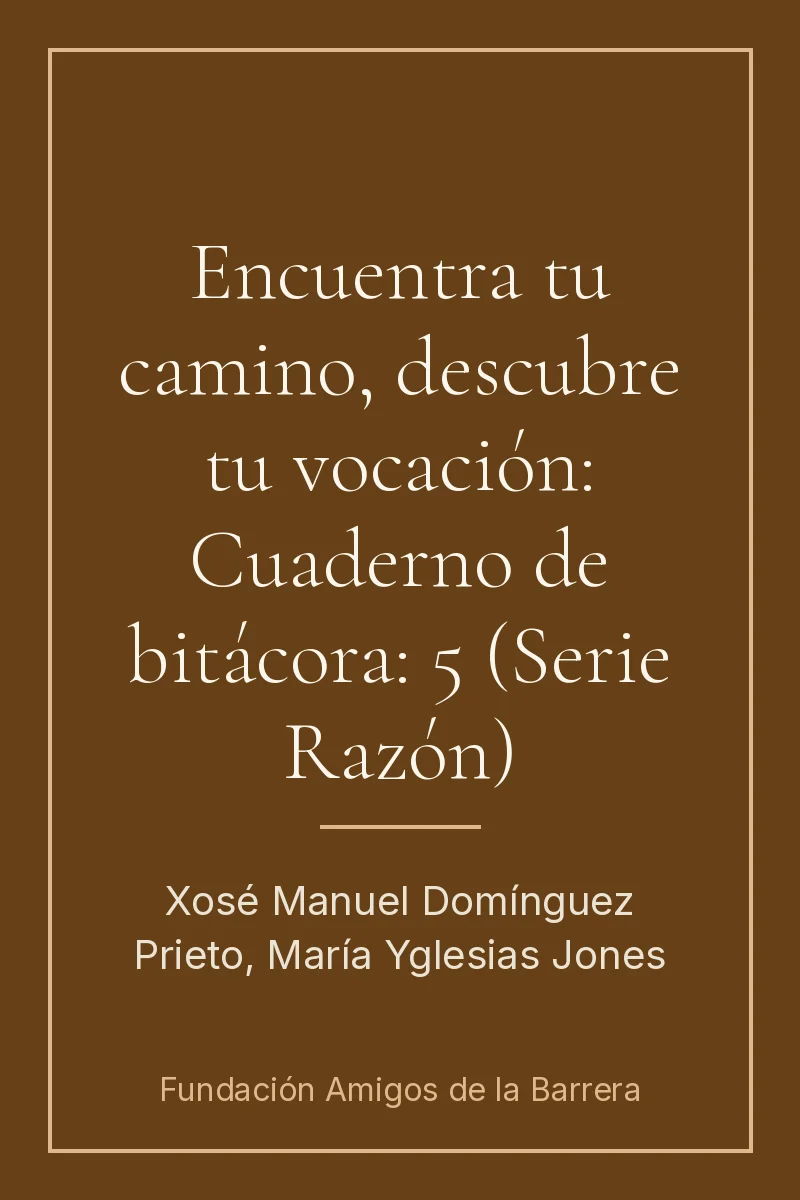 Encuentra tu
camino, descubre
tu vocación:
Cuaderno de
bitácora: 5 (Serie
Razón)
Xosé Manuel Domínguez
Prieto, María Yglesias Jones
Fundación Amigos de la Barrera